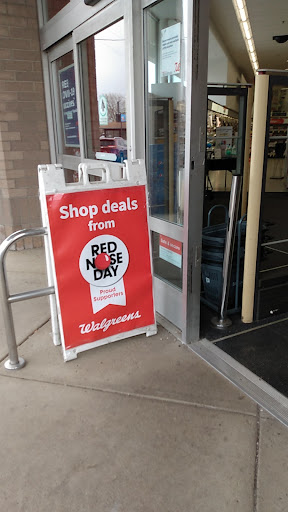 Shop deals
from
RED
NOSE
DAY
Proud
Supporters
Walgreens